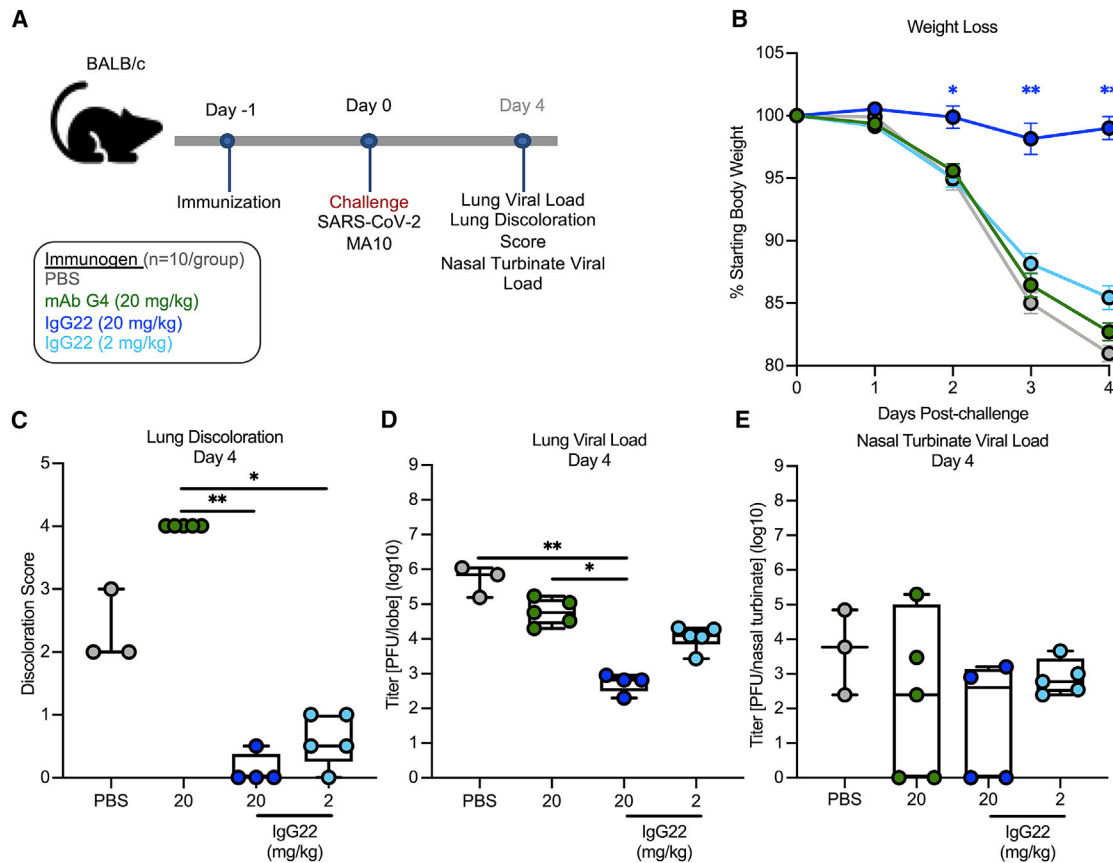 A
BALB/c
Day -1
Day 0
Day 4
Immunization
Challenge
SARS-CoV-2
MA10
Lung Viral Load
Lung Discoloration
Score
Nasal Turbinate Viral
Load
Immunogen (n=10/group)
PBS
mAb G4 (20 mg/kg)
IgG22 (20 mg/kg)
IgG22 (2 mg/kg)
B
Weight Loss
% Starting Body Weight
105
100
95
90
85
80
*
**
**
0 1 2 3 4
Days Post-challenge
C
Lung Discoloration
Day 4
Discoloration Score
5
4
3
2
1
0
*
**
PBS 20 20 2
IgG22
(mg/kg)
D
Lung Viral Load
Day 4
Titer [PFU/lobe] (log10)
9
8
7
6
5
4
3
2
1
0
**
*
PBS 20 20 2
IgG22
(mg/kg)
E
Nasal Turbinate Viral Load
Day 4
Titer [PFU/nasal turbinate] (log10)
9
8
7
6
5
4
3
2
1
0
PBS 20 20 2
IgG22
(mg/kg)